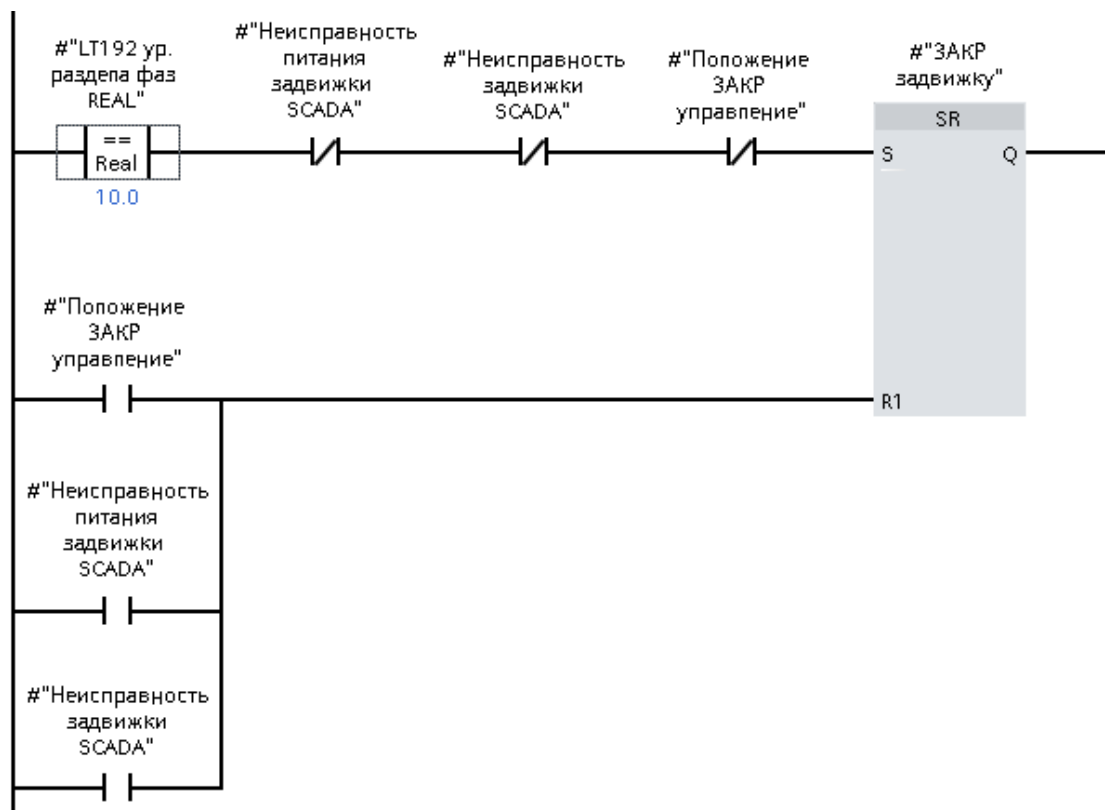 #"LT192 ур.
раздела фаз
REAL"
==
Real
10.0
#"Неисправность
питания
задвижки
SCADA"
#"Неисправность
задвижки
SCADA"
#"Положение
ЗАКР
управление"
#"ЗАКР
задвижку"
SR
S
Q
#"Положение
ЗАКР
управление"
R1
#"Неисправность
питания
задвижки
SCADA"
#"Неисправность
задвижки
SCADA"